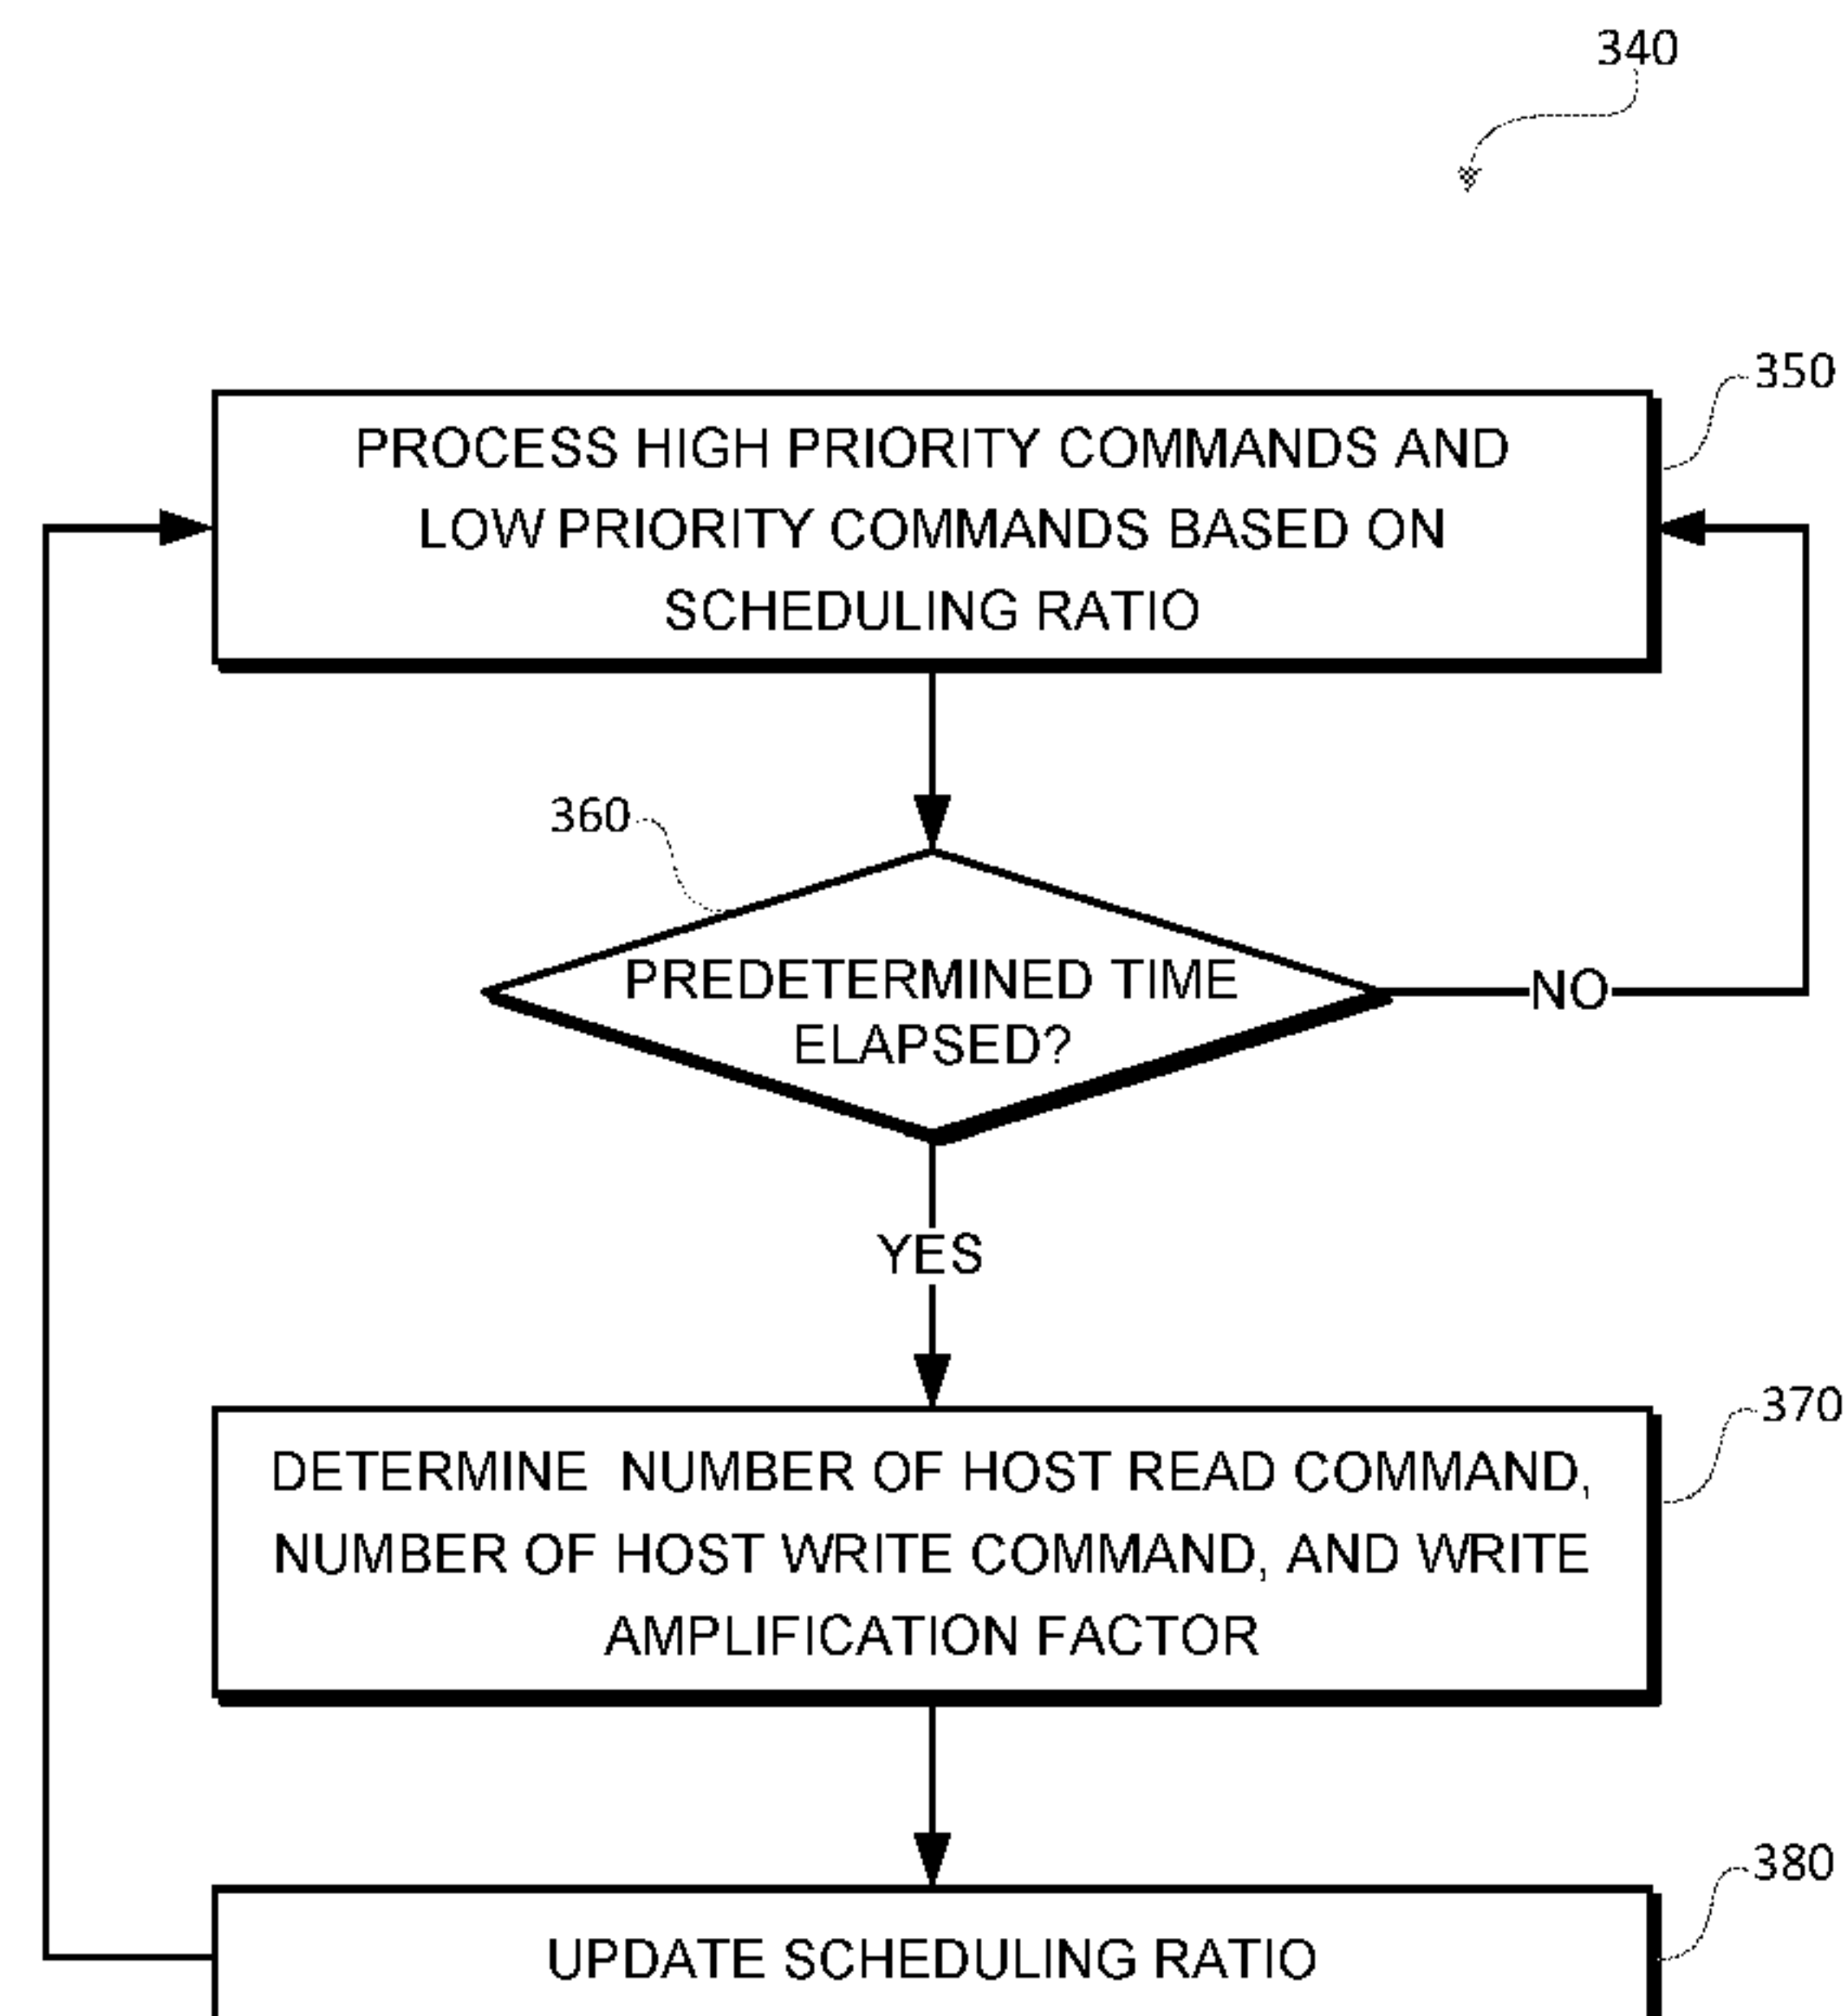 340
350
PROCESS HIGH PRIORITY COMMANDS AND
LOW PRIORITY COMMANDS BASED ON
SCHEDULING RATIO
360
PREDETERMINED TIME
ELAPSED?
NO
YES
370
DETERMINE NUMBER OF HOST READ COMMAND,
NUMBER OF HOST WRITE COMMAND, AND WRITE
AMPLIFICATION FACTOR
380
UPDATE SCHEDULING RATIO